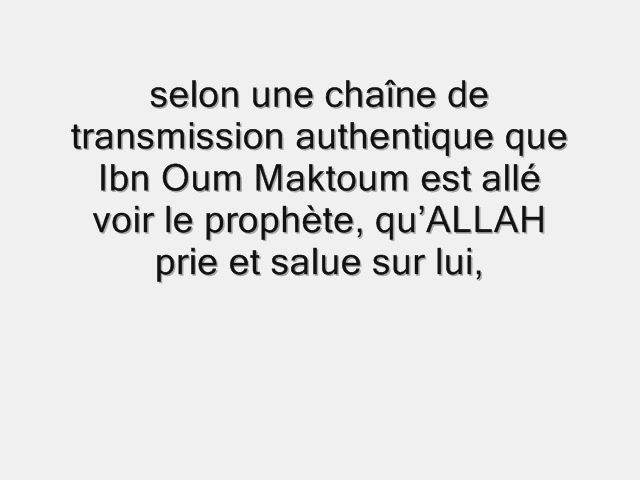 selon une chaîne de
transmission authentique que
Ibn Oum Maktoum est allé
voir le prophète, qu’ALLAH
prie et salue sur lui,